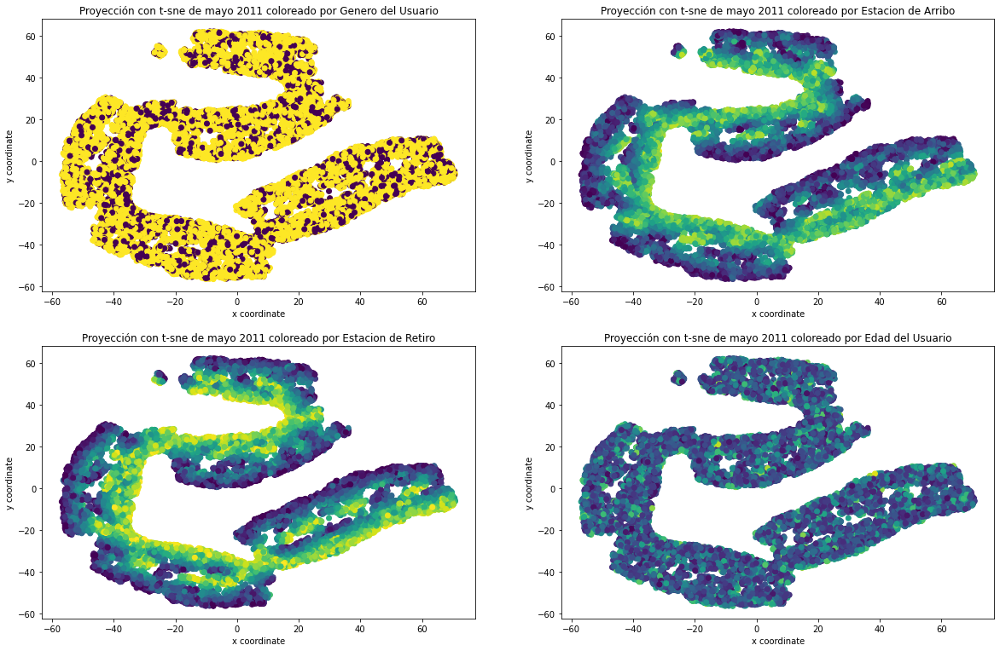 Proyección con t-sne de mayo 2011 coloreado por Genero del Usuario
60
40
20
0
−20
−40
−60
y coordinate
−60 −40 −20 0 20 40 60
x coordinate
Proyección con t-sne de mayo 2011 coloreado por Estacion de Arribo
60
40
20
0
−20
−40
−60
y coordinate
−60 −40 −20 0 20 40 60
x coordinate
Proyección con t-sne de mayo 2011 coloreado por Estacion de Retiro
60
40
20
0
−20
−40
−60
y coordinate
−60 −40 −20 0 20 40 60
x coordinate
Proyección con t-sne de mayo 2011 coloreado por Edad del Usuario
60
40
20
0
−20
−40
−60
y coordinate
−60 −40 −20 0 20 40 60
x coordinate